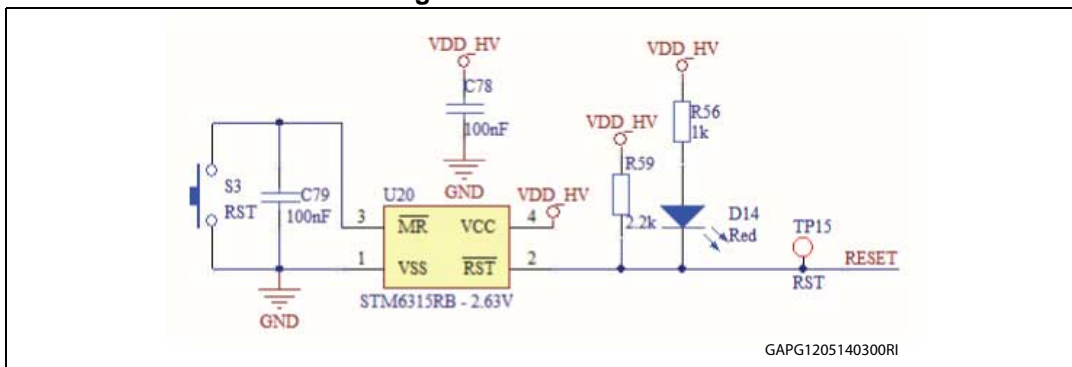 VDD_HV
C78
100nF
GND
VDD_HV
R56
1k
VDD_HV
R59
2.2k
D14
Red
TP15
RST
RESET
S3
RST
C79
100nF
GND
U20
3
MR
VCC
4
VDD_HV
1
VSS
RST
2
STM6315RB - 2.63V
GAPG1205140300RI